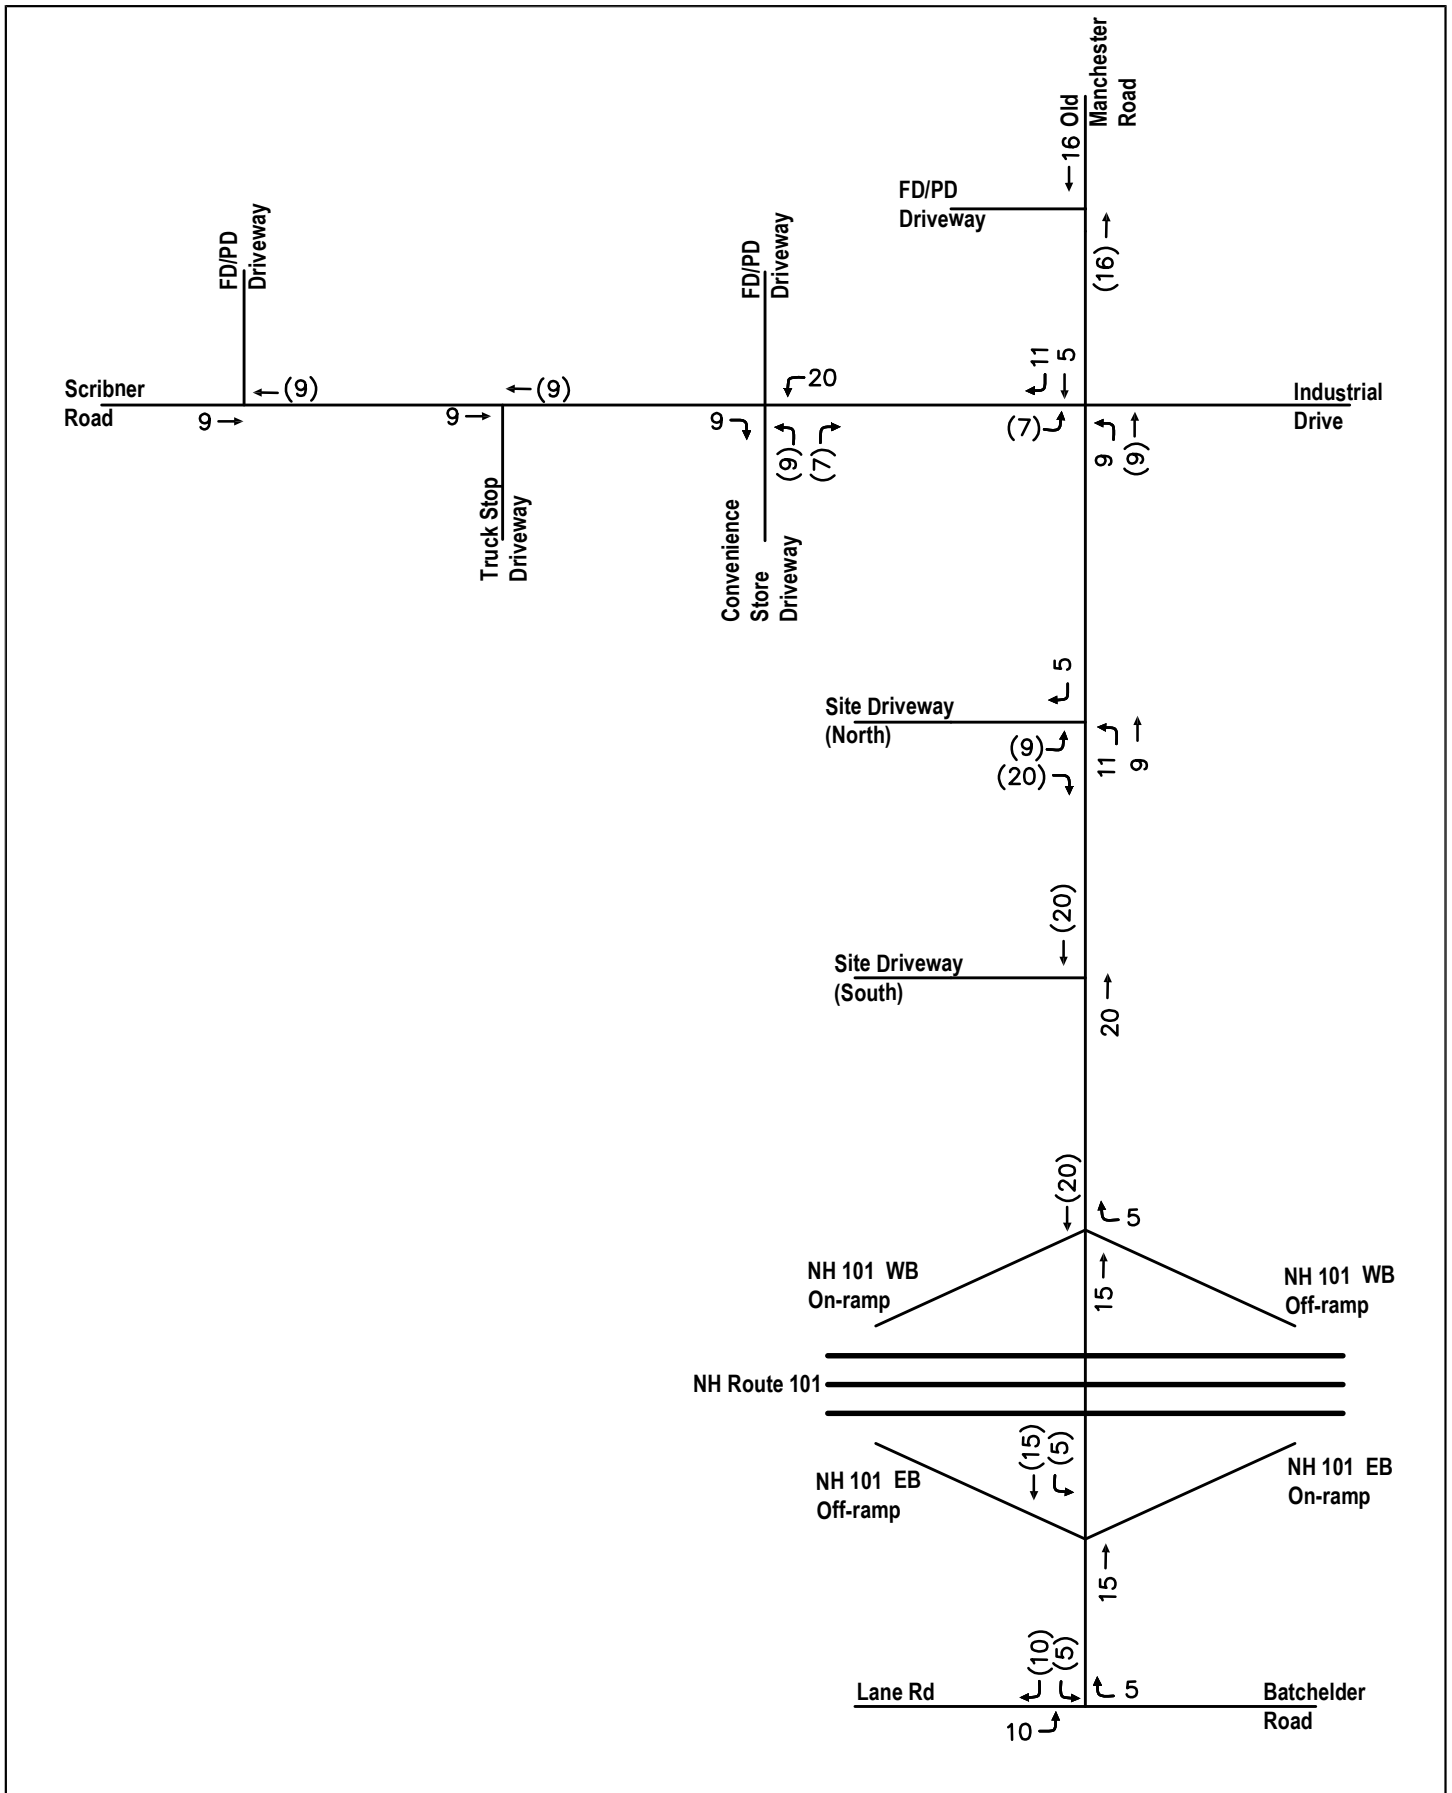 Old
Manchester
Road
16
FD/PD
Driveway
(16)
FD/PD
Driveway
FD/PD
Driveway
11
5
Scribner
Road
(9)
9
(9)
9
20
9
(9)
(7)
(7)
9
(9)
Industrial
Drive
Truck Stop
Driveway
Convenience
Store
Driveway
5
Site Driveway
(North)
(9)
(20)
11
9
(20)
Site Driveway
(South)
20
(20)
5
NH 101 WB
On-ramp
15
NH 101 WB
Off-ramp
NH Route 101
(15)
(5)
NH 101 EB
Off-ramp
NH 101 EB
On-ramp
15
(10)
(5)
5
Lane Rd
10
Batchelder
Road